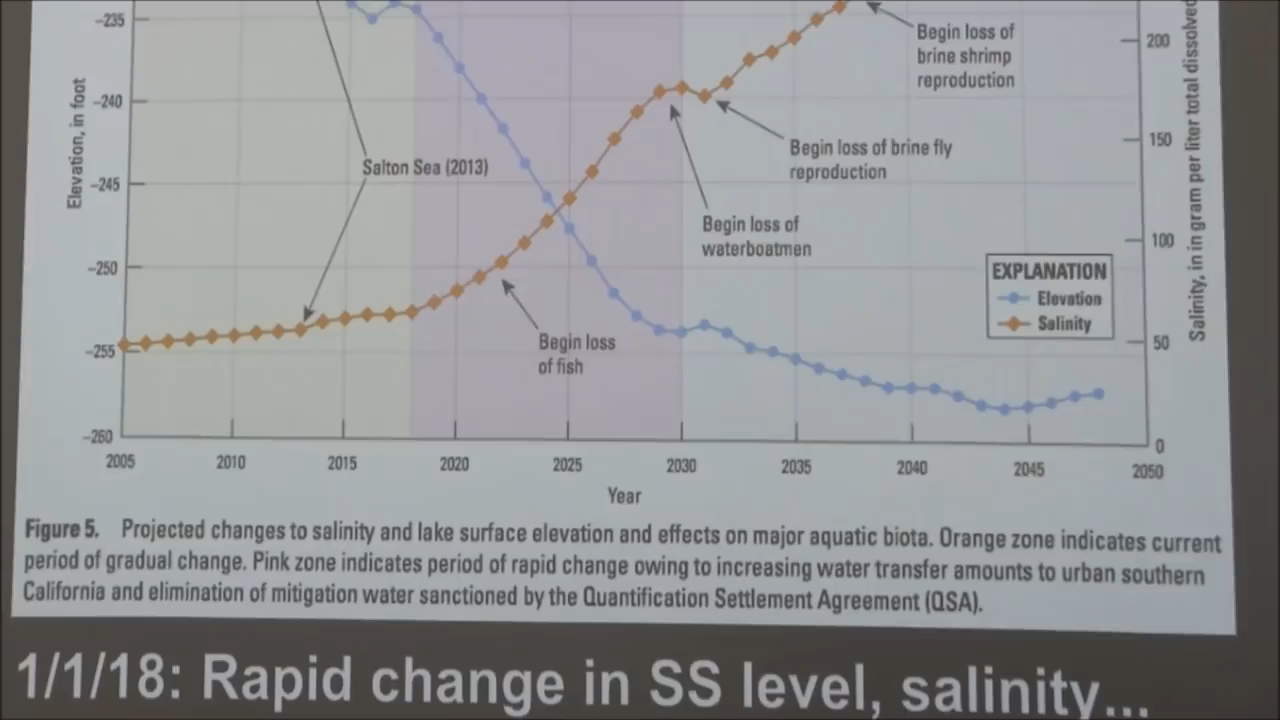 -235
-240
-245
-250
-255
-260
Elevation, in foot
2005
2010
2015
2020
2025
2030
2035
2040
2045
2050
Year
200
150
100
50
0
Salinity, in in gram per liter total dissolved
Salton Sea (2013)
Begin loss
of fish
Begin loss of
waterboatmen
Begin loss of brine fly
reproduction
Begin loss of
brine shrimp
reproduction
EXPLANATION
Elevation
Salinity
Figure 5. Projected changes to salinity and lake surface elevation and effects on major aquatic biota. Orange zone indicates current
period of gradual change. Pink zone indicates period of rapid change owing to increasing water transfer amounts to urban southern
California and elimination of mitigation water sanctioned by the Quantification Settlement Agreement (QSA).
1/1/18: Rapid change in SS level, salinity...